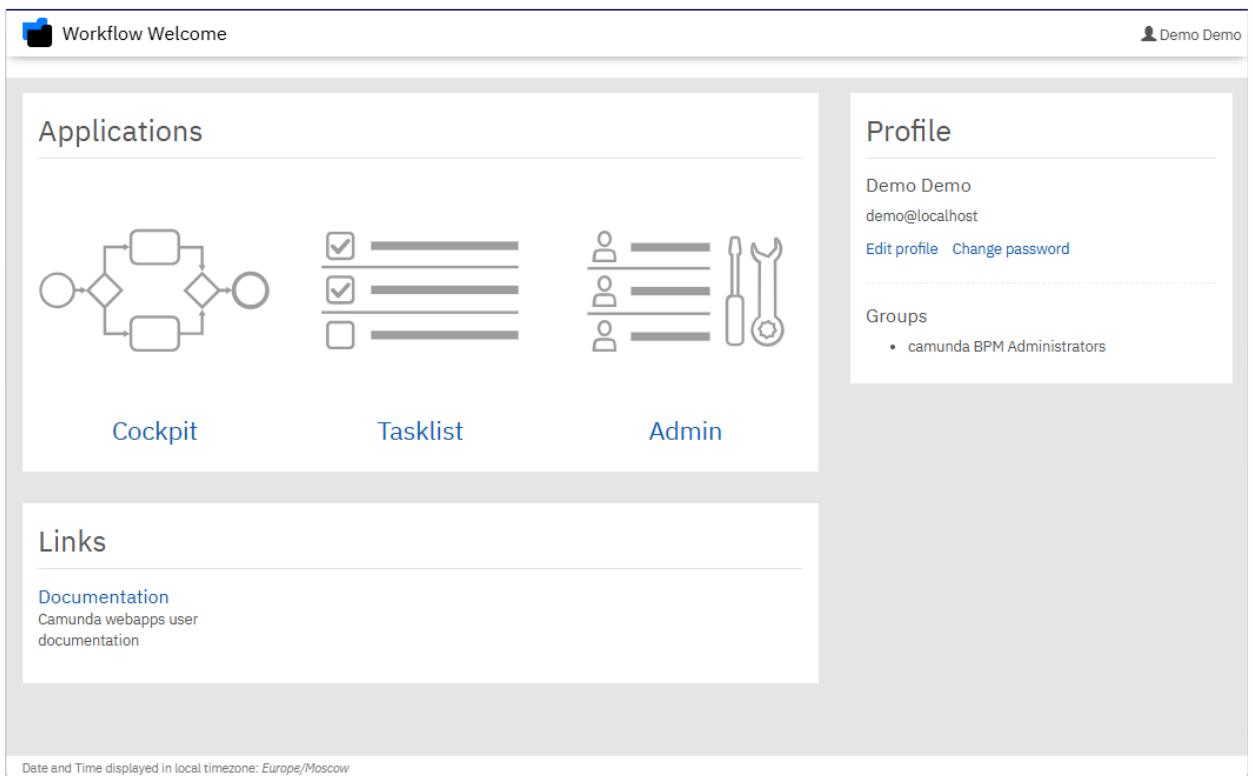 Workflow Welcome
Demo Demo
Applications
Cockpit
Tasklist
Admin
Profile
Demo Demo
demo@localhost
Edit profile Change password
Groups
camunda BPM Administrators
Links
Documentation
Camunda webapps user
documentation
Date and Time displayed in local timezone: Europe/Moscow